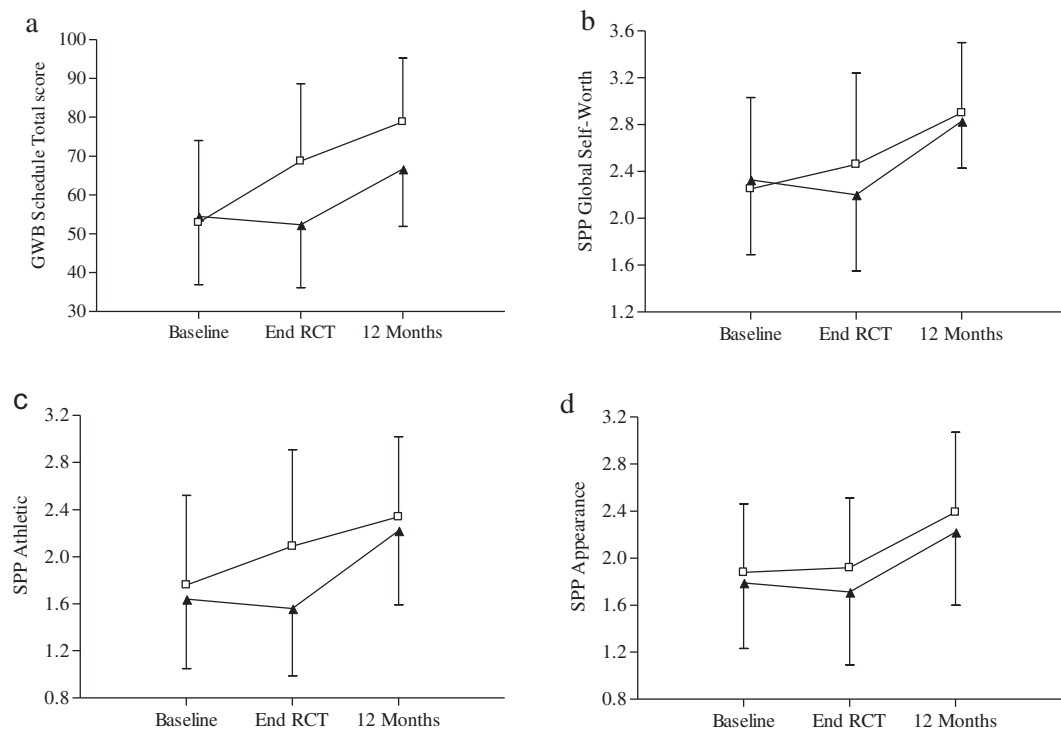 a
100
90
80
70
60
50
40
30
GWB Schedule Total score
Baseline End RCT 12 Months
b
3.6
3.2
2.8
2.4
2.0
1.6
1.2
SPP Global Self-Worth
Baseline End RCT 12 Months
c
3.2
2.8
2.4
2.0
1.6
1.2
0.8
SPP Athletic
Baseline End RCT 12 Months
d
3.2
2.8
2.4
2.0
1.6
1.2
0.8
SPP Appearance
Baseline End RCT 12 Months